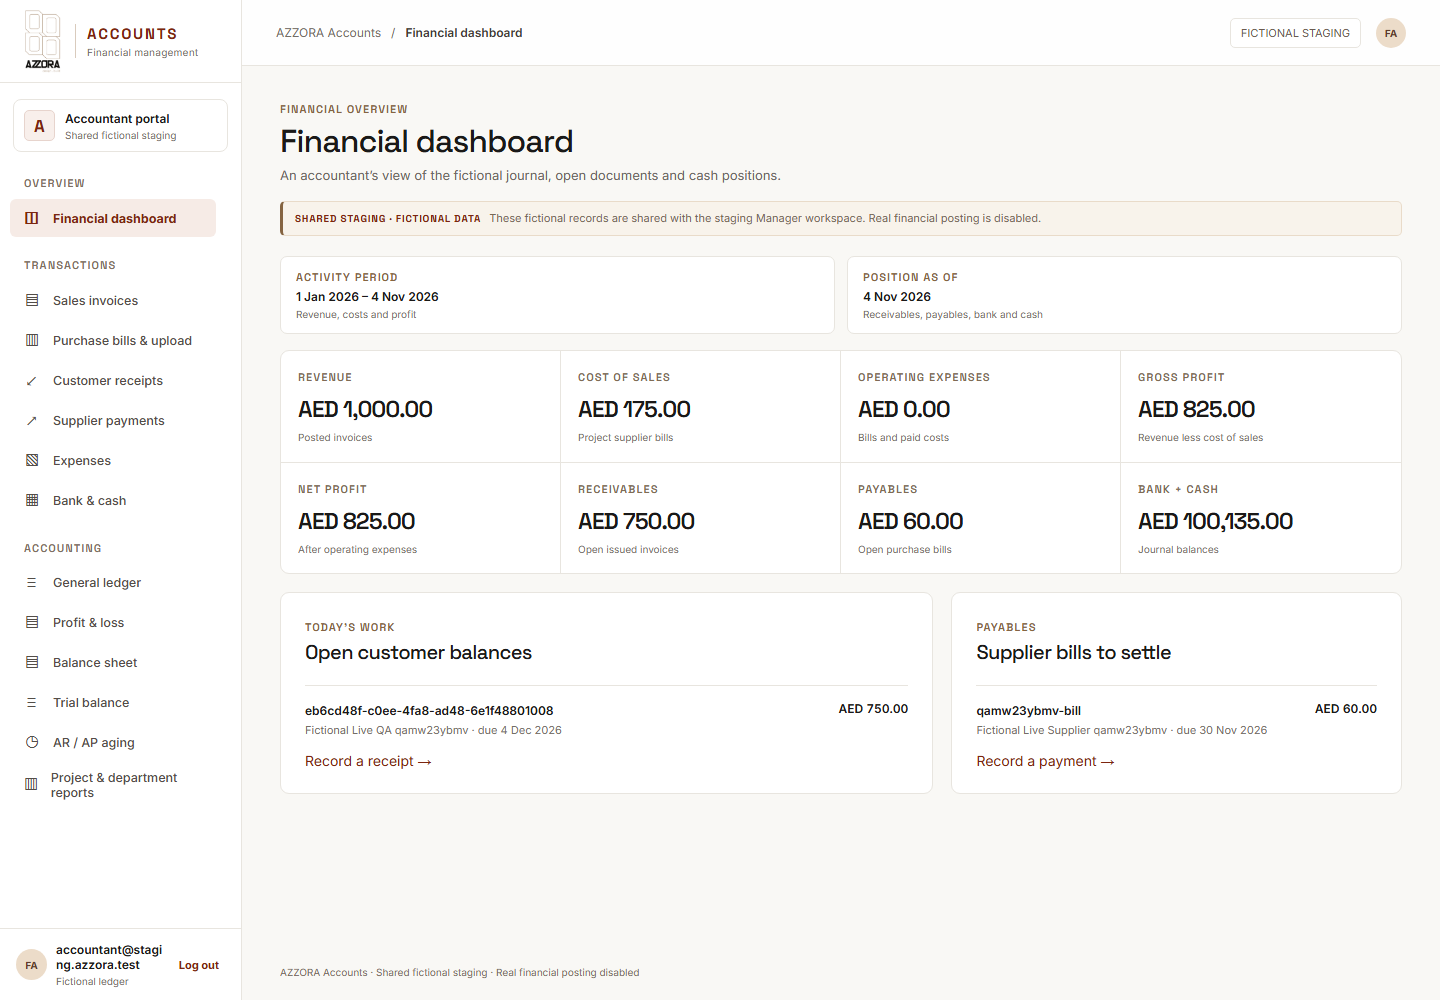 AZZORA
ACCOUNTS
Financial management
A
Accountant portal
Shared fictional staging
OVERVIEW
Financial dashboard
TRANSACTIONS
Sales invoices
Purchase bills & upload
Customer receipts
Supplier payments
Expenses
Bank & cash
ACCOUNTING
General ledger
Profit & loss
Balance sheet
Trial balance
AR / AP aging
Project & department
reports
FA
accountant@stagi
ng.azzora.test
Fictional ledger
Log out
AZZORA Accounts / Financial dashboard
FICTIONAL STAGING
FA
FINANCIAL OVERVIEW
Financial dashboard
An accountant's view of the fictional journal, open documents and cash positions.
SHARED STAGING · FICTIONAL DATA These fictional records are shared with the staging Manager workspace. Real financial posting is disabled.
ACTIVITY PERIOD
1 Jan 2026 – 4 Nov 2026
Revenue, costs and profit
POSITION AS OF
4 Nov 2026
Receivables, payables, bank and cash
REVENUE
AED 1,000.00
Posted invoices
COST OF SALES
AED 175.00
Project supplier bills
OPERATING EXPENSES
AED 0.00
Bills and paid costs
GROSS PROFIT
AED 825.00
Revenue less cost of sales
NET PROFIT
AED 825.00
After operating expenses
RECEIVABLES
AED 750.00
Open issued invoices
PAYABLES
AED 60.00
Open purchase bills
BANK + CASH
AED 100,135.00
Journal balances
TODAY'S WORK
Open customer balances
eb6cd48f-c0ee-4fa8-ad48-6e1f48801008
AED 750.00
Fictional Live QA qamw23ybmv · due 4 Dec 2026
Record a receipt →
PAYABLES
Supplier bills to settle
qamw23ybmv-bill
AED 60.00
Fictional Live Supplier qamw23ybmv · due 30 Nov 2026
Record a payment →
AZZORA Accounts · Shared fictional staging · Real financial posting disabled